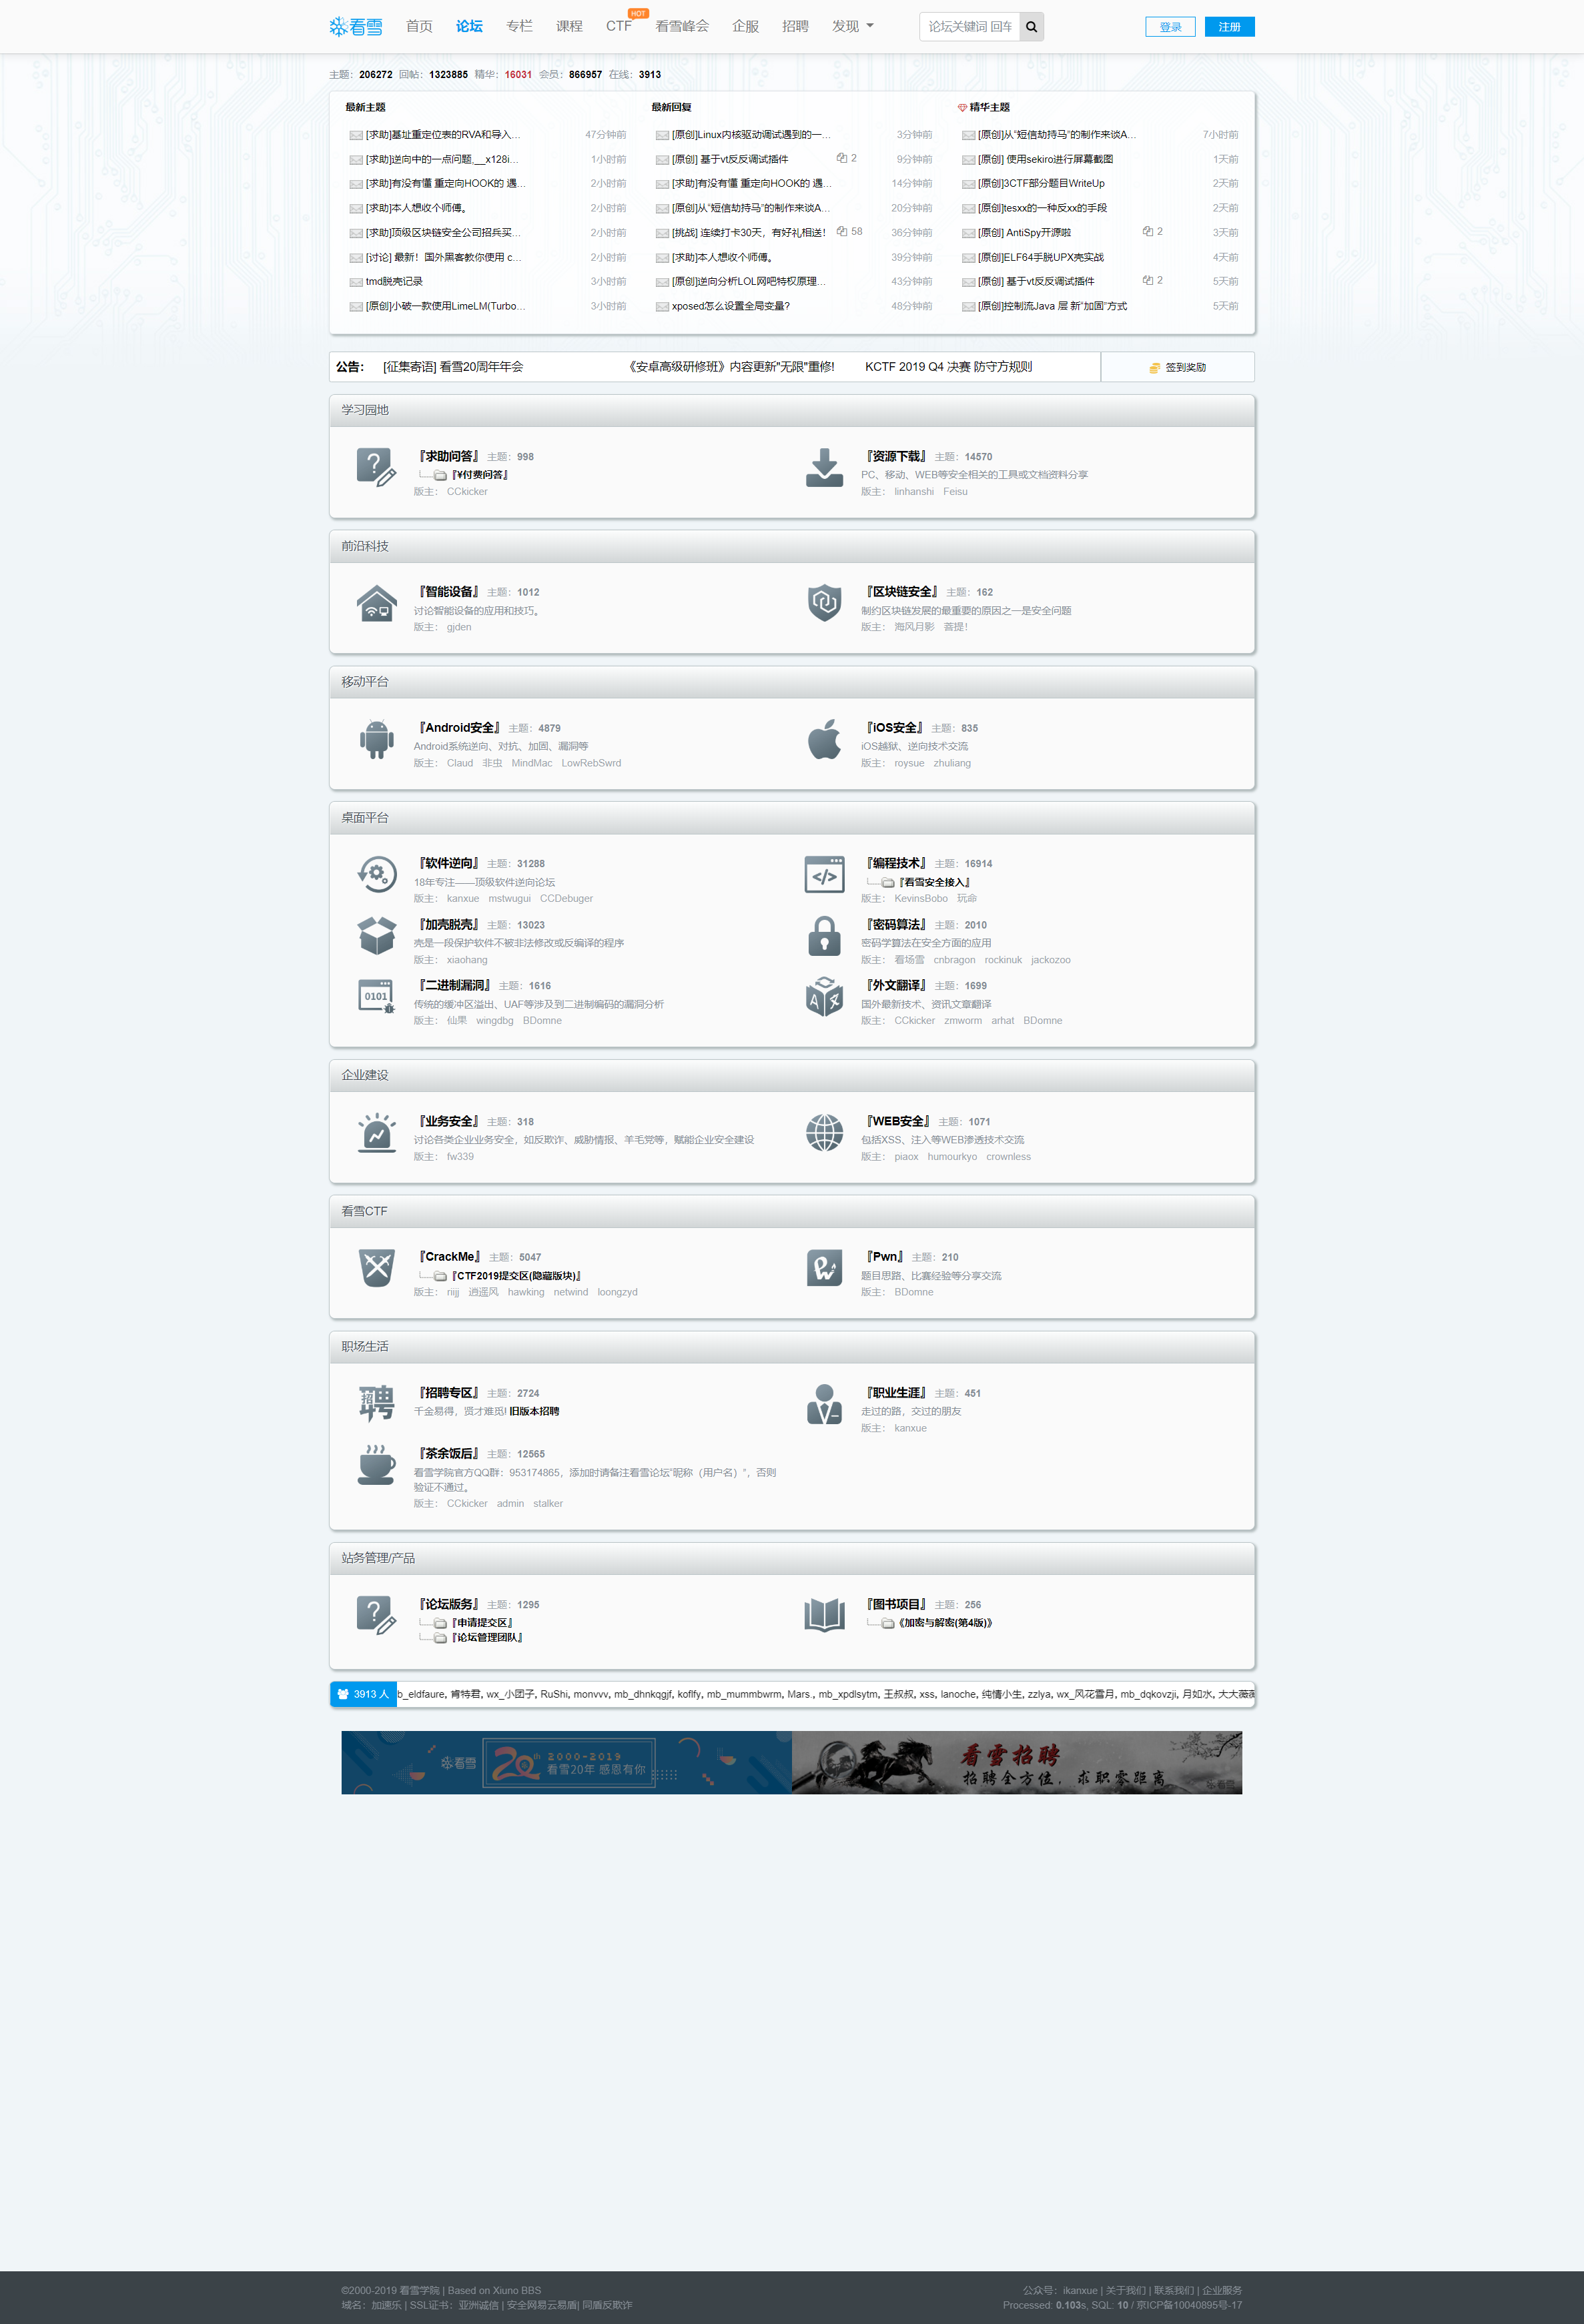 看雪 首页 论坛 专栏 课程 CTF HOT 看雪峰会 企服 招聘 发现 论坛关键词 回车 登录 注册
主题：206272 回帖：1323885 精华：16031 会员：866957 在线：3913
最新主题
[求助]基址重定位表的RVA和导入... 47分钟前
[求助]逆向中的一点问题,__x128i... 1小时前
[求助]有没有懂 重定向HOOK的 遇... 2小时前
[求助]本人想收个师傅。 2小时前
[求助]顶级区块链安全公司招兵买... 2小时前
[讨论] 最新！国外黑客教你使用 c... 2小时前
tmd脱壳记录 3小时前
[原创]小破一款使用LimeLM(Turbo... 3小时前
最新回复
[原创]Linux内核驱动调试遇到的一... 3分钟前
[原创] 基于vt反反调试插件 2 9分钟前
[求助]有没有懂 重定向HOOK的 遇... 14分钟前
[原创]从“短信劫持马”的制作来谈A... 20分钟前
[挑战] 连续打卡30天，有好礼相送！ 58 36分钟前
[求助]本人想收个师傅。 39分钟前
[原创]逆向分析LOL网吧特权原理... 43分钟前
xposed怎么设置全局变量? 48分钟前
精华主题
[原创]从“短信劫持马”的制作来谈A... 7小时前
[原创] 使用sekiro进行屏幕截图 1天前
[原创]3CTF部分题目WriteUp 2天前
[原创]tesxx的一种反xx的手段 2天前
[原创] AntiSpy开源啦 2 3天前
[原创]ELF64手脱UPX壳实战 4天前
[原创] 基于vt反反调试插件 2 5天前
[原创]控制流Java 层 新“加固”方式 5天前
公告： [征集寄语] 看雪20周年年会 《安卓高级研修班》内容更新"无限"重修! KCTF 2019 Q4 决赛 防守方规则 签到奖励
学习园地
『求助问答』 主题：998
『¥付费问答』
版主： CCkicker
『资源下载』 主题：14570
PC、移动、WEB等安全相关的工具或文档资料分享
版主： linhanshi Feisu
前沿科技
『智能设备』 主题：1012
讨论智能设备的应用和技巧。
版主： gjden
『区块链安全』 主题：162
制约区块链发展的最重要的原因之一是安全问题
版主： 海风月影 菩提！
移动平台
『Android安全』 主题：4879
Android系统逆向、对抗、加固、漏洞等
版主： Claud 非虫 MindMac LowRebSwrd
『iOS安全』 主题：835
iOS越狱、逆向技术交流
版主： roysue zhuliang
桌面平台
『软件逆向』 主题：31288
18年专注——顶级软件逆向论坛
版主： kanxue mstwugui CCDebuger
『编程技术』 主题：16914
『看雪安全接入』
版主： KevinsBobo 玩命
『加壳脱壳』 主题：13023
壳是一段保护软件不被非法修改或反编译的程序
版主： xiaohang
『密码算法』 主题：2010
密码学算法在安全方面的应用
版主： 看场雪 cnbragon rockinuk jackozoo
0101
『二进制漏洞』 主题：1616
传统的缓冲区溢出、UAF等涉及到二进制编码的漏洞分析
版主： 仙果 wingdbg BDomne
『外文翻译』 主题：1699
国外最新技术、资讯文章翻译
版主： CCkicker zmworm arhat BDomne
企业建设
『业务安全』 主题：318
讨论各类企业业务安全，如反欺诈、威胁情报、羊毛党等，赋能企业安全建设
版主： fw339
『WEB安全』 主题：1071
包括XSS、注入等WEB渗透技术交流
版主： piaox humourkyo crownless
看雪CTF
『CrackMe』 主题：5047
『CTF2019提交区(隐藏版块)』
版主： riijj 逍遥风 hawking netwind loongzyd
『Pwn』 主题：210
题目思路、比赛经验等分享交流
版主： BDomne
职场生活
招聘
『招聘专区』 主题：2724
千金易得，贤才难觅! 旧版本招聘
『职业生涯』 主题：451
走过的路，交过的朋友
版主： kanxue
『茶余饭后』 主题：12565
看雪学院官方QQ群：953174865，添加时请备注看雪论坛“昵称（用户名）”，否则
验证不通过。
版主： CCkicker admin stalker
站务管理/产品
『论坛版务』 主题：1295
『申请提交区』
『论坛管理团队』
『图书项目』 主题：256
《加密与解密(第4版)》
3913 人 b_eldfaure, 肯特君, wx_小团子, RuShi, monvvv, mb_dhnkqgjf, koflfy, mb_mummbwrm, Mars., mb_xpdlsytm, 王叔叔, xss, lanoche, 纯情小生, zzlya, wx_风花雪月, mb_dqkovzji, 月如水, 大大薇薇
看雪 20th 2000-2019
看雪20年 感恩有你
看雪招聘
招聘全方位，求职零距离
看雪
©2000-2019 看雪学院 | Based on Xiuno BBS
域名：加速乐 | SSL证书：亚洲诚信 | 安全网易云易盾| 同盾反欺诈
公众号：ikanxue | 关于我们 | 联系我们 | 企业服务
Processed: 0.103s, SQL: 10 / 京ICP备10040895号-17